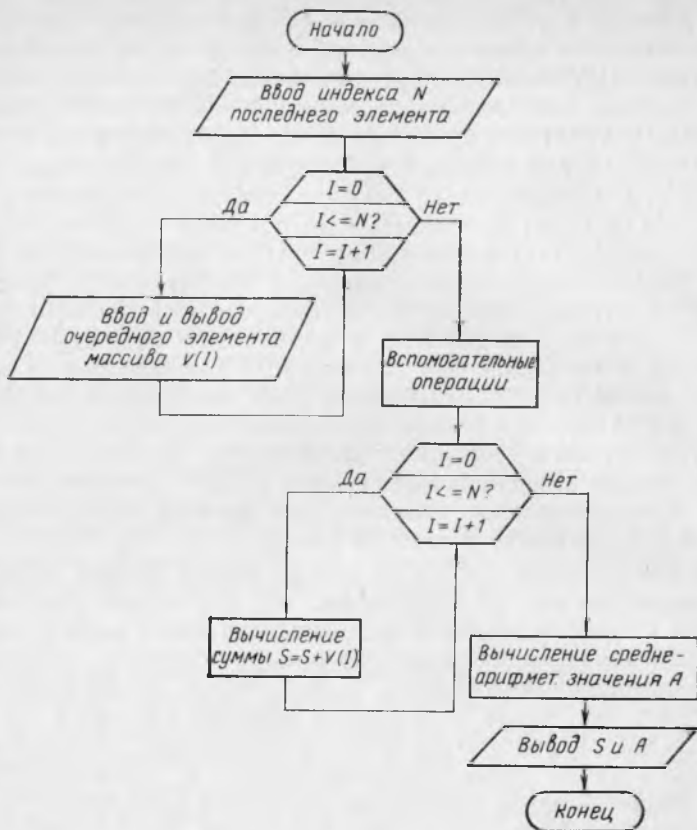 Начало
Ввод индекса N
последнего элемента
I=0
Да
I<=N?
Нет
I=I+1
Ввод и вывод
очередного элемента
массива V(I)
Вспомогательные
операции
I=0
Да
I<=N?
Нет
I=I+1
Вычисление
суммы S=S+V(I)
Вычисление средне-
арифмет. значения A
Вывод S и A
Конец